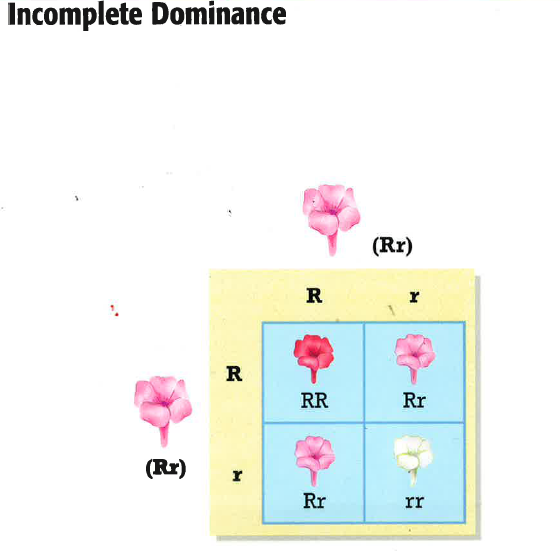 Incomplete Dominance
(Rr)
R r
R
RR Rr
(Rr)
r
Rr rr